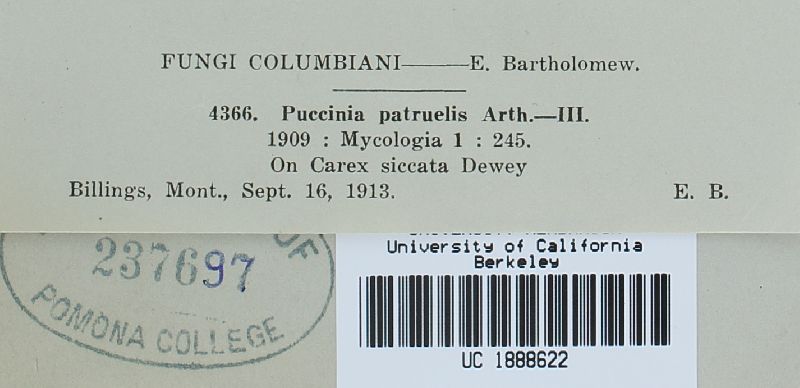 FUNGI COLUMBIANI——E. Bartholomew.
4366. Puccinia patruelis Arth.—III.
1909 : Mycologia 1 : 245.
On Carex siccata Dewey
Billings, Mont., Sept. 16, 1913. E. B.
OF
237697
POMONA COLLEGE
University of California
Berkeley
UC 1888622